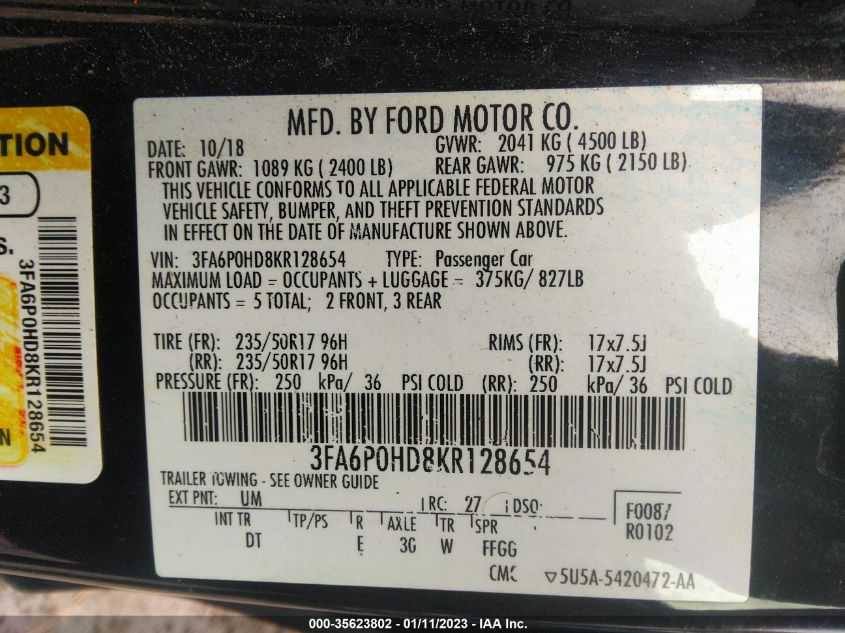 TION
3
S.
3FA6P0HD8KR128654
N
MFD. BY FORD MOTOR CO.
DATE: 10/18 GVWR: 2041 KG ( 4500 LB)
FRONT GAWR: 1089 KG ( 2400 LB) REAR GAWR: 975 KG ( 2150 LB)
THIS VEHICLE CONFORMS TO ALL APPLICABLE FEDERAL MOTOR
VEHICLE SAFETY, BUMPER, AND THEFT PREVENTION STANDARDS
IN EFFECT ON THE DATE OF MANUFACTURE SHOWN ABOVE.
VIN: 3FA6P0HD8KR128654 TYPE: Passenger Car
MAXIMUM LOAD = OCCUPANTS + LUGGAGE = 375KG/ 827LB
OCCUPANTS = 5 TOTAL; 2 FRONT, 3 REAR
TIRE (FR): 235/50R17 96H RIMS (FR): 17x7.5J
(RR): 235/50R17 96H (RR): 17x7.5J
PRESSURE (FR): 250 kPa/ 36 PSI COLD (RR): 250 kPa/ 36 PSI COLD
3FA6P0HD8KR128654
TRAILER TOWING - SEE OWNER GUIDE
EXT PNT: UM RC: 27 DSO: F0087
R0102
INT TR TP/PS R AXLE TR SPR
DT E 3G W FFGG
▽5U5A-5420472-AA
000-35623802 - 01/11/2023 - IAA Inc.